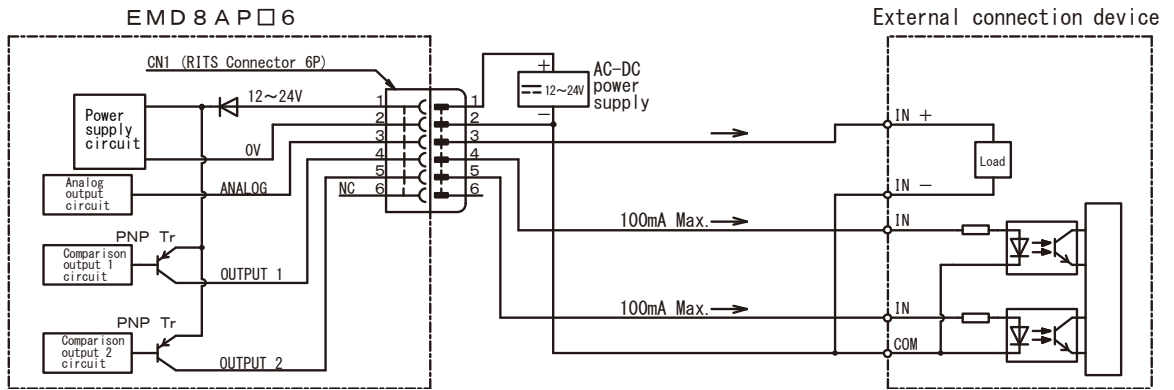 EMD8AP□6
External connection device
CN1 (RITS Connector 6P)
12～24V
Power
supply
circuit
0V
Analog
output
circuit
ANALOG
NC
PNP Tr
Comparison
output 1
circuit
OUTPUT 1
PNP Tr
Comparison
output 2
circuit
OUTPUT 2
1
2
3
4
5
6
1
2
3
4
5
6
+
12～24V
−
AC-DC
power
supply
100mA Max.
100mA Max.
IN +
Load
IN −
IN
IN
COM